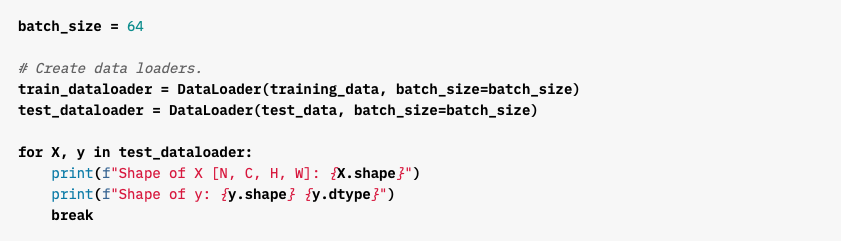 batch_size = 64
# Create data loaders.
train_dataloader = DataLoader(training_data, batch_size=batch_size)
test_dataloader = DataLoader(test_data, batch_size=batch_size)
for X, y in test_dataloader:
    print(f"Shape of X [N, C, H, W]: {X.shape}")
    print(f"Shape of y: {y.shape} {y.dtype}")
    break